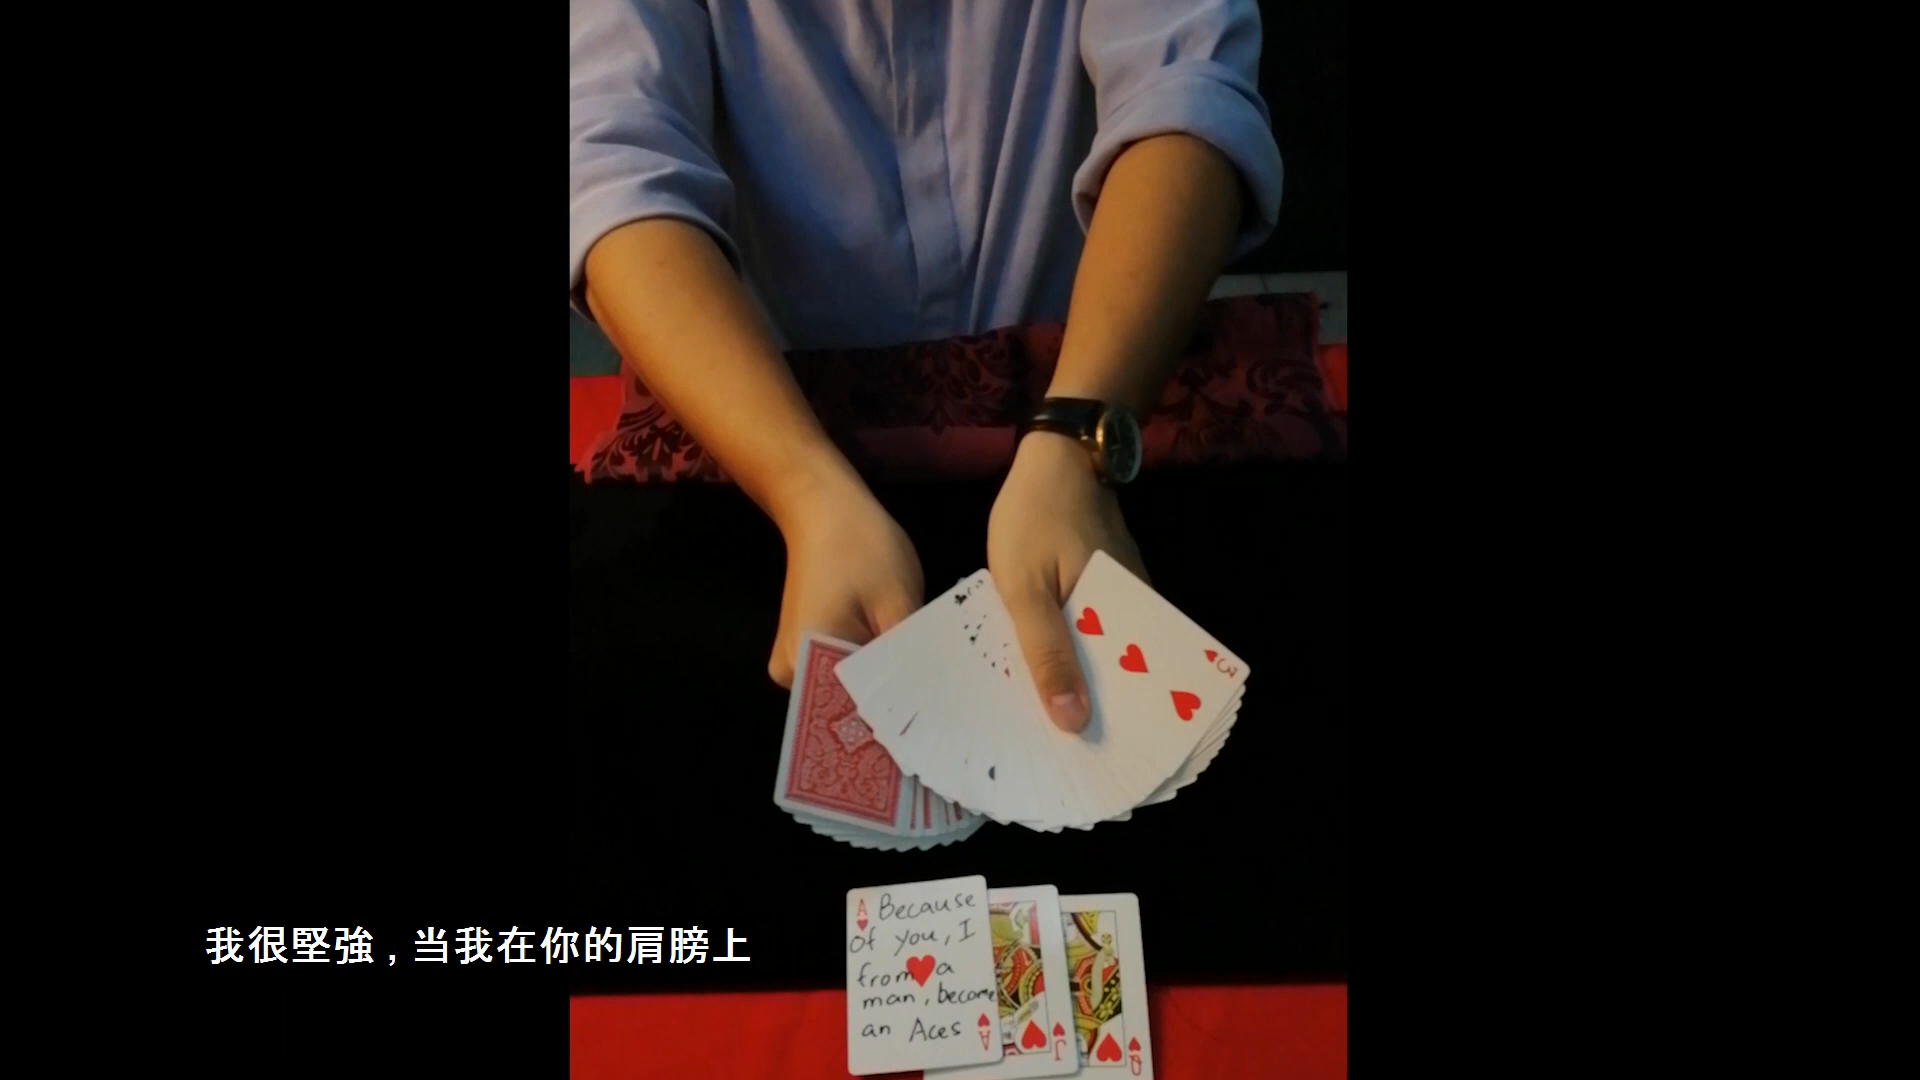 3
A
Because
of you, I
from a
man, become
an Aces
A
J
Q
我很堅強 , 当我在你的肩膀上